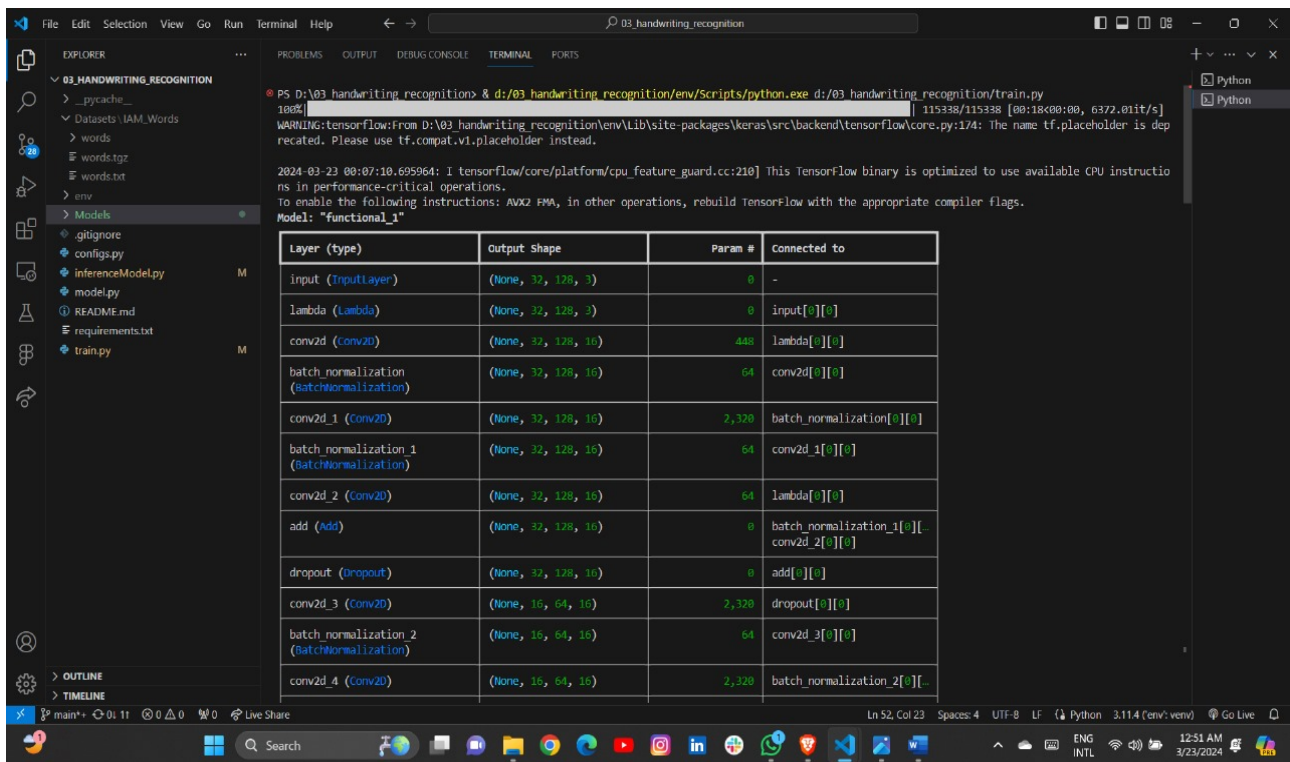 File Edit Selection View Go Run Terminal Help
03_handwriting_recognition
EXPLORER
03_HANDWRITING_RECOGNITION
__pycache__
Datasets \ IAM_Words
words
words.tgz
words.txt
env
Models
.gitignore
configs.py
inferenceModel.py M
model.py
README.md
requirements.txt
train.py M
OUTLINE
TIMELINE
28
PROBLEMS OUTPUT DEBUG CONSOLE TERMINAL PORTS
Python
Python
PS D:\03_handwriting_recognition> & d:/03_handwriting_recognition/env/Scripts/python.exe d:/03_handwriting_recognition/train.py
100%| | 115338/115338 [00:18<00:00, 6372.01it/s]
WARNING:tensorflow:From D:\03_handwriting_recognition\env\Lib\site-packages\keras\src\backend\tensorflow\core.py:174: The name tf.placeholder is dep
recated. Please use tf.compat.v1.placeholder instead.
2024-03-23 00:07:10.695964: I tensorflow/core/platform/cpu_feature_guard.cc:210] This TensorFlow binary is optimized to use available CPU instructio
ns in performance-critical operations.
To enable the following instructions: AVX2 FMA, in other operations, rebuild TensorFlow with the appropriate compiler flags.
Model: "functional_1"
Layer (type) Output Shape Param # Connected to
input (InputLayer) (None, 32, 128, 3) 0 -
lambda (Lambda) (None, 32, 128, 3) 0 input[0][0]
conv2d (Conv2D) (None, 32, 128, 16) 448 lambda[0][0]
batch_normalization (None, 32, 128, 16) 64 conv2d[0][0]
(BatchNormalization)
conv2d_1 (Conv2D) (None, 32, 128, 16) 2,320 batch_normalization[0][0]
batch_normalization_1 (None, 32, 128, 16) 64 conv2d_1[0][0]
(BatchNormalization)
conv2d_2 (Conv2D) (None, 32, 128, 16) 64 lambda[0][0]
add (Add) (None, 32, 128, 16) 0 batch_normalization_1[0][…
conv2d_2[0][0]
dropout (Dropout) (None, 32, 128, 16) 0 add[0][0]
conv2d_3 (Conv2D) (None, 16, 64, 16) 2,320 dropout[0][0]
batch_normalization_2 (None, 16, 64, 16) 64 conv2d_3[0][0]
(BatchNormalization)
conv2d_4 (Conv2D) (None, 16, 64, 16) 2,320 batch_normalization_2[0][…
main*+ 0↓ 1↑ 0 0 0 Live Share Ln 52, Col 23 Spaces: 4 UTF-8 LF Python 3.11.4 ('env': venv) Go Live
1 Search 1 ENG 12:51 AM
INTL 3/23/2024 PRE